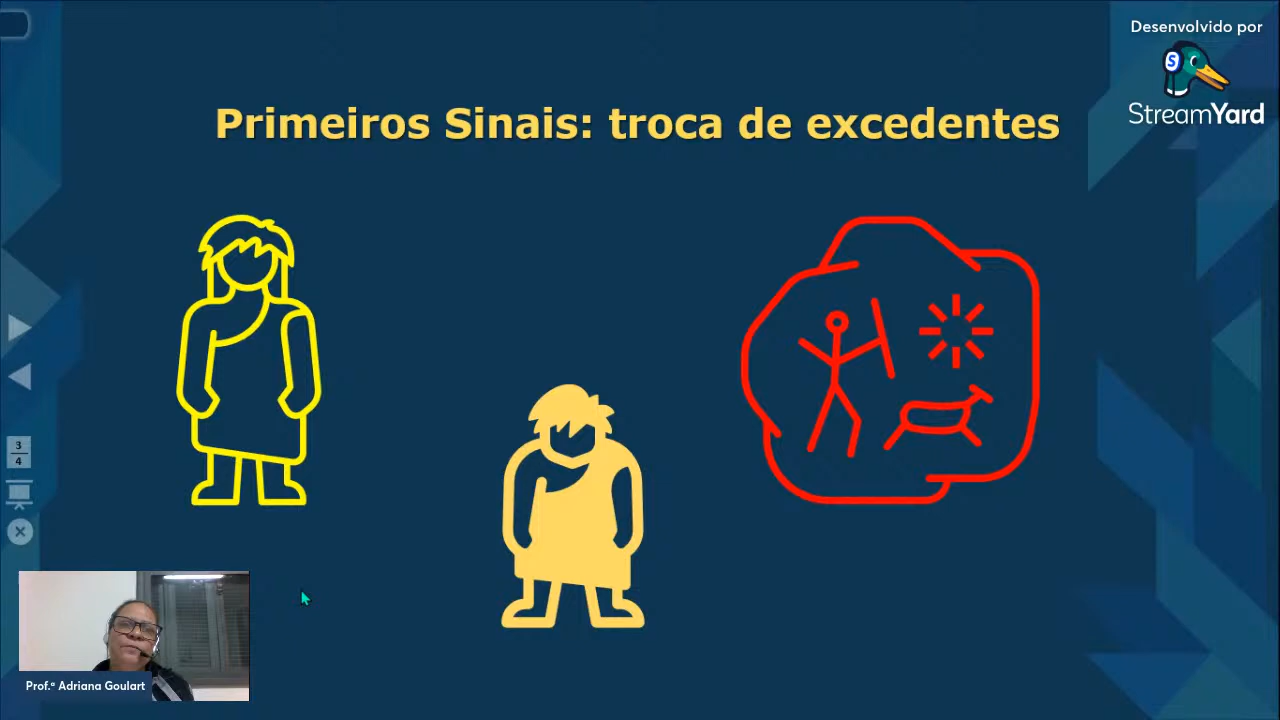 Desenvolvido por
S
StreamYard
Primeiros Sinais: troca de excedentes
3
4
Prof.ª Adriana Goulart